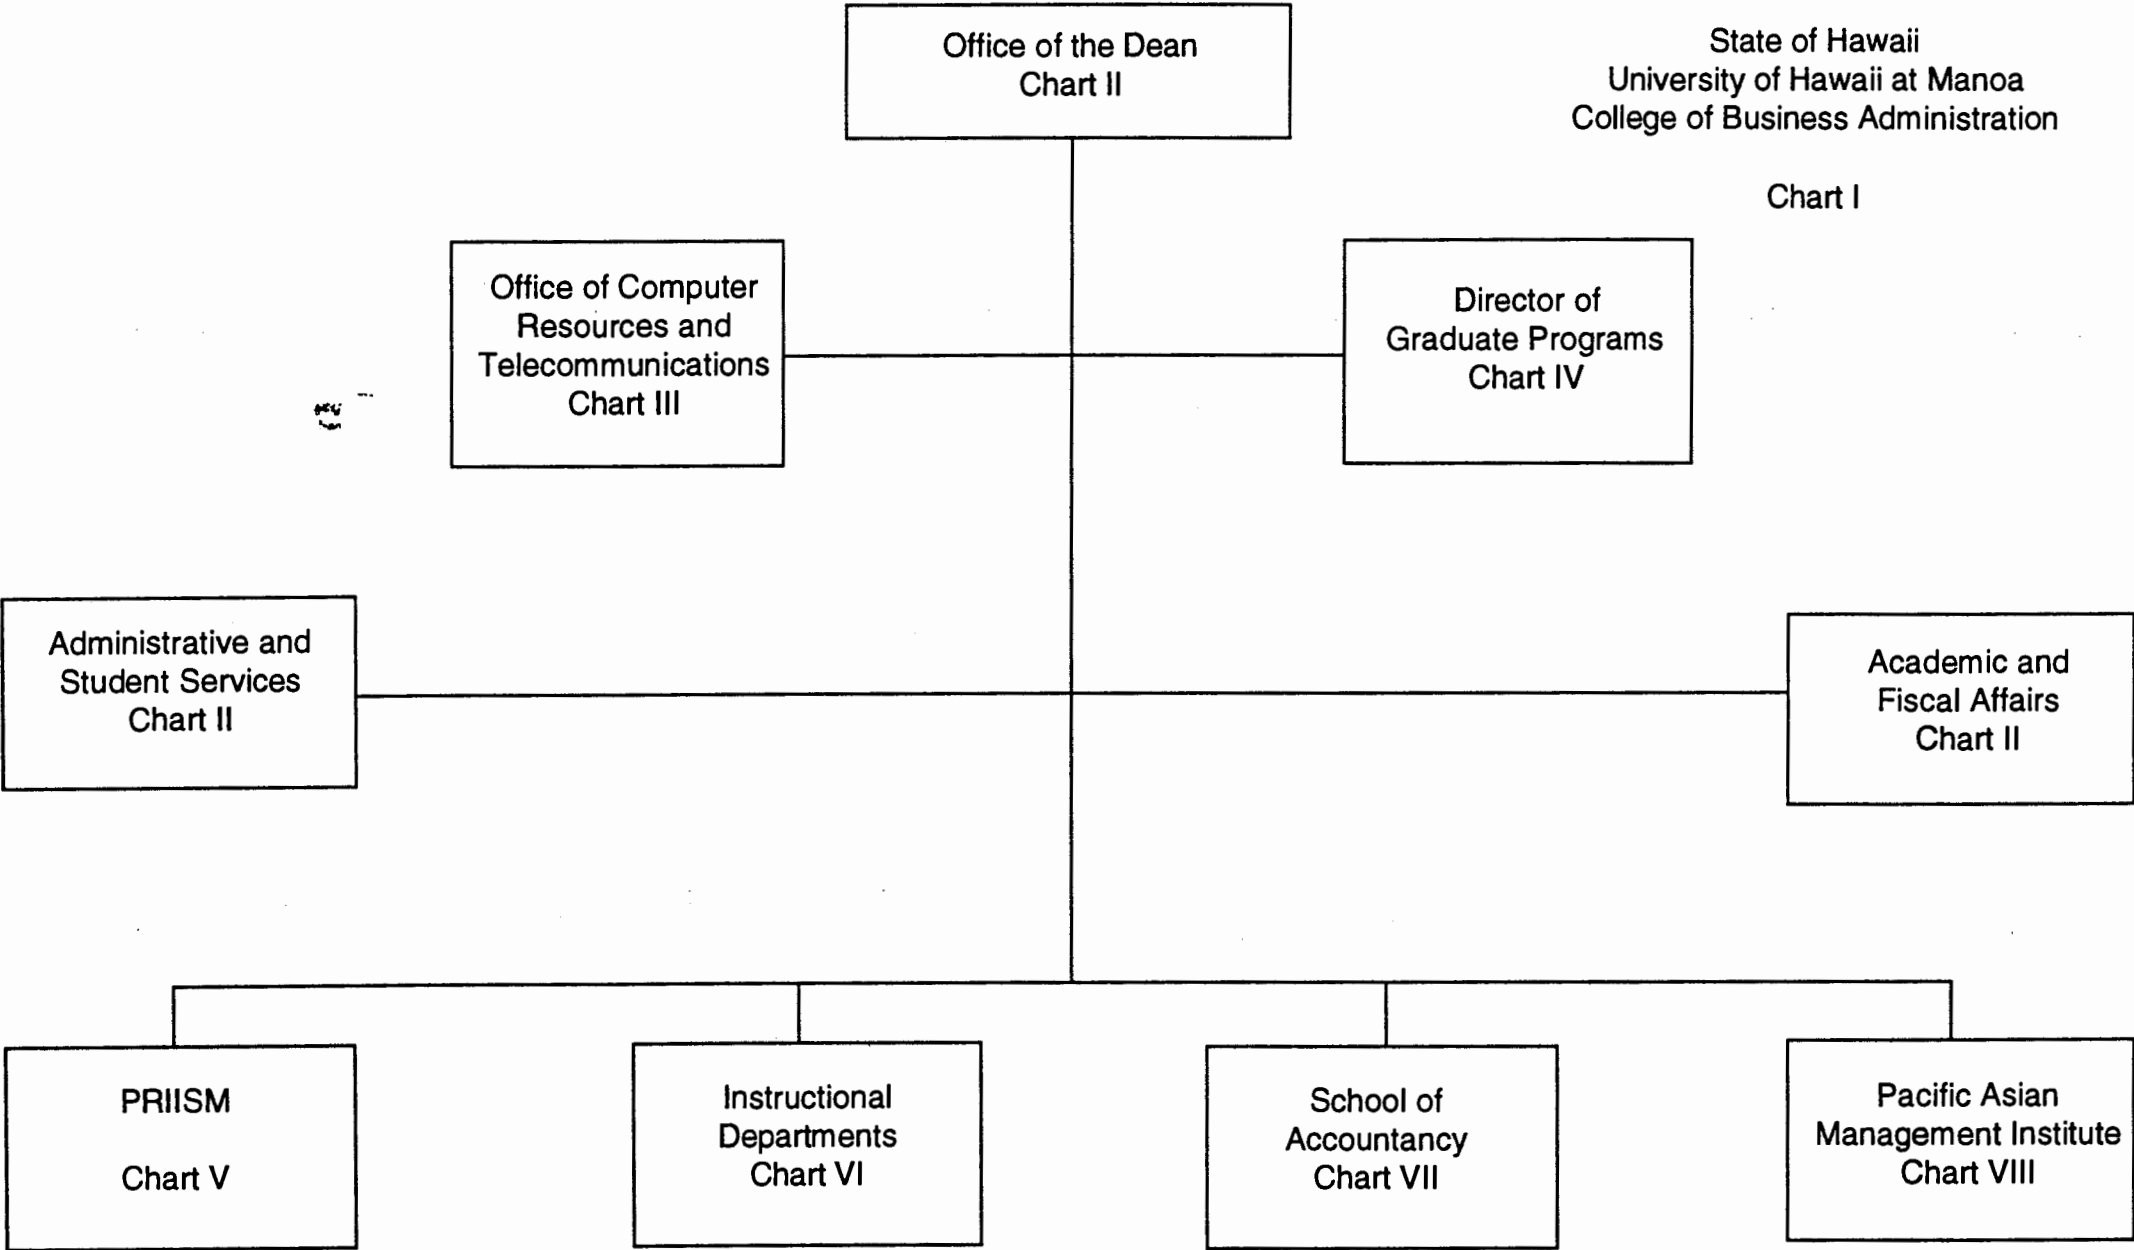 Office of the Dean
Chart II
State of Hawaii
University of Hawaii at Manoa
College of Business Administration
Chart I
Office of Computer
Resources and
Telecommunications
Chart III
Director of
Graduate Programs
Chart IV
Administrative and
Student Services
Chart II
Academic and
Fiscal Affairs
Chart II
PRIISM
Chart V
Instructional
Departments
Chart VI
School of
Accountancy
Chart VII
Pacific Asian
Management Institute
Chart VIII